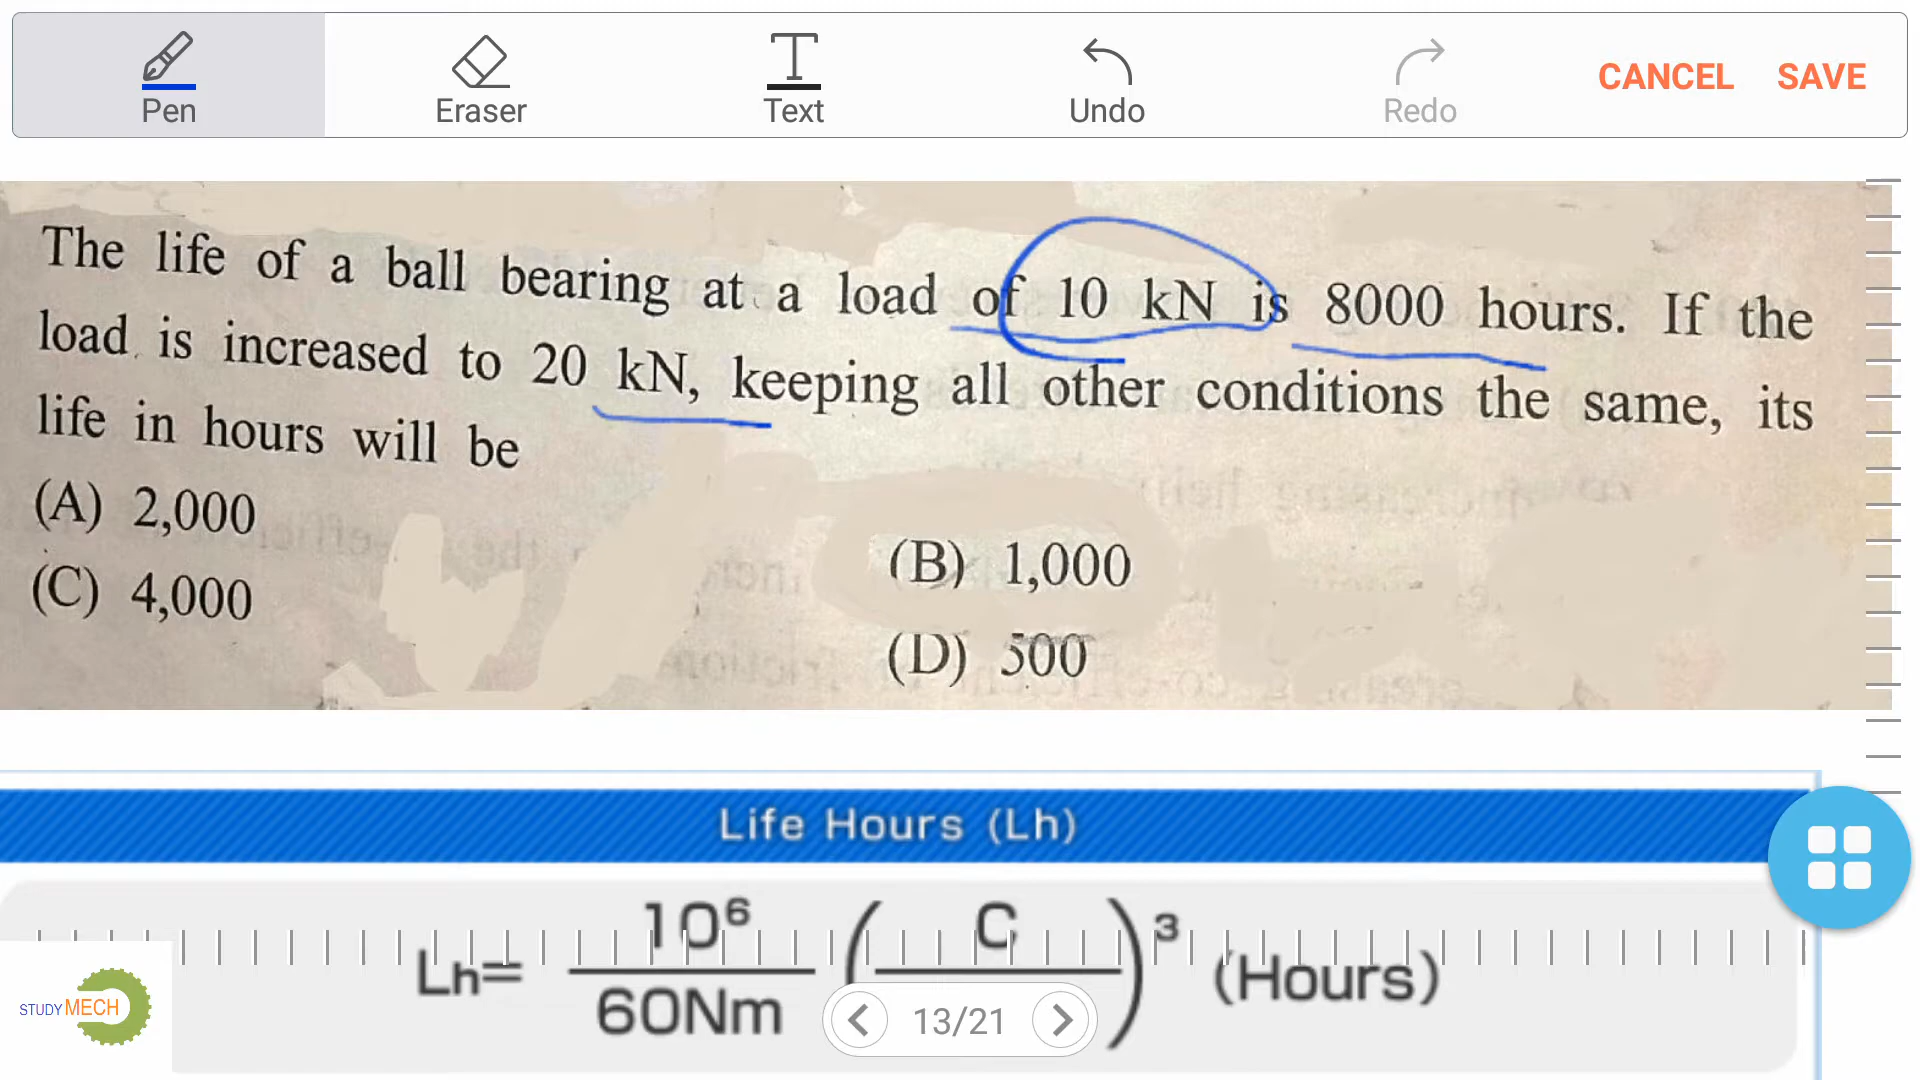 Pen
Eraser
Text
Undo
Redo
CANCEL
SAVE
The life of a ball bearing at a load of 10 kN is 8000 hours. If the
load is increased to 20 kN, keeping all other conditions the same, its
life in hours will be
(A) 2,000
(B) 1,000
(C) 4,000
(D) 500
Life Hours (Lh)
Lh= 10⁶ / 60Nm ( C / )³ (Hours)
13/21
STUDY MECH